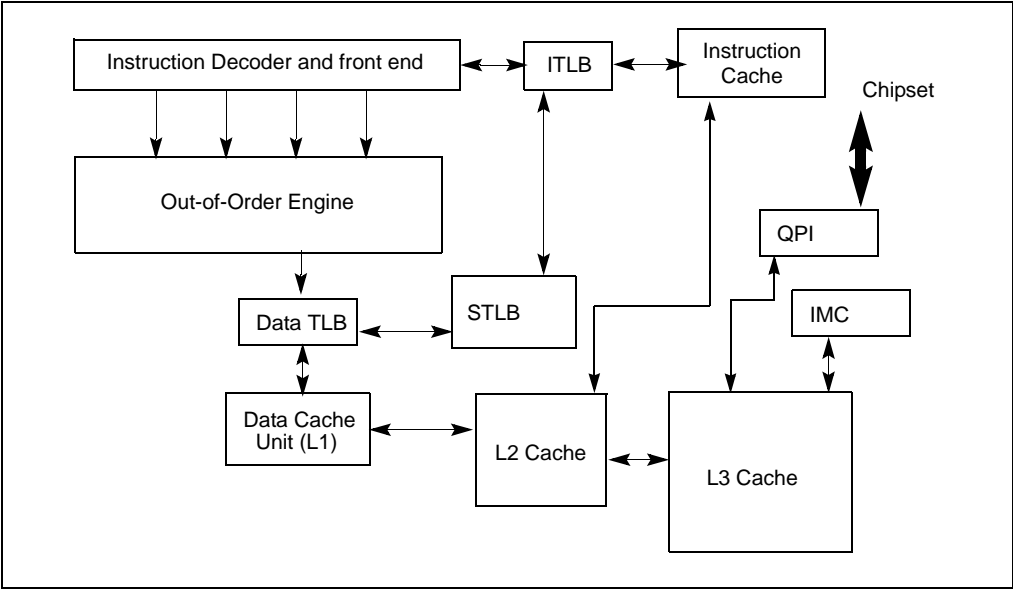 Instruction Decoder and front end
ITLB
Instruction
Cache
Chipset
Out-of-Order Engine
QPI
Data TLB
STLB
IMC
Data Cache
Unit (L1)
L2 Cache
L3 Cache